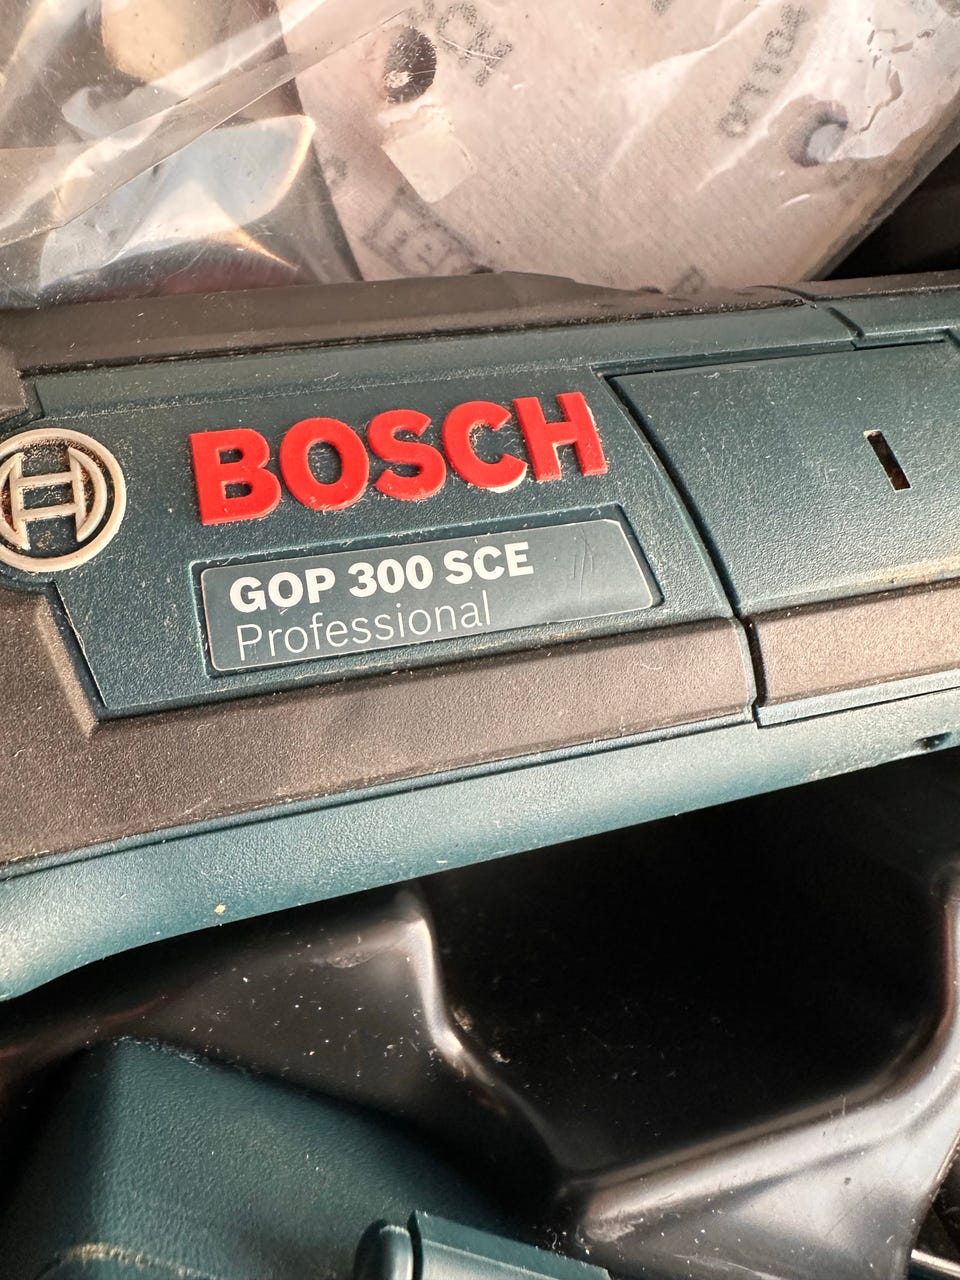 BOSCH
GOP 300 SCE
Professional